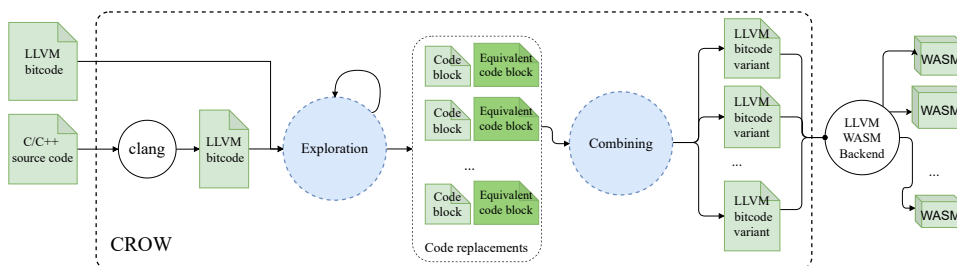 LLVM
bitcode
C/C++
source code
clang
LLVM
bitcode
Exploration
Code
block
Equivalent
code block
Code
block
Equivalent
code block
...
Code
block
Equivalent
code block
Code replacements
Combining
LLVM
bitcode
variant
LLVM
bitcode
variant
...
LLVM
bitcode
variant
LLVM
WASM
Backend
WASM
WASM
...
WASM
CROW